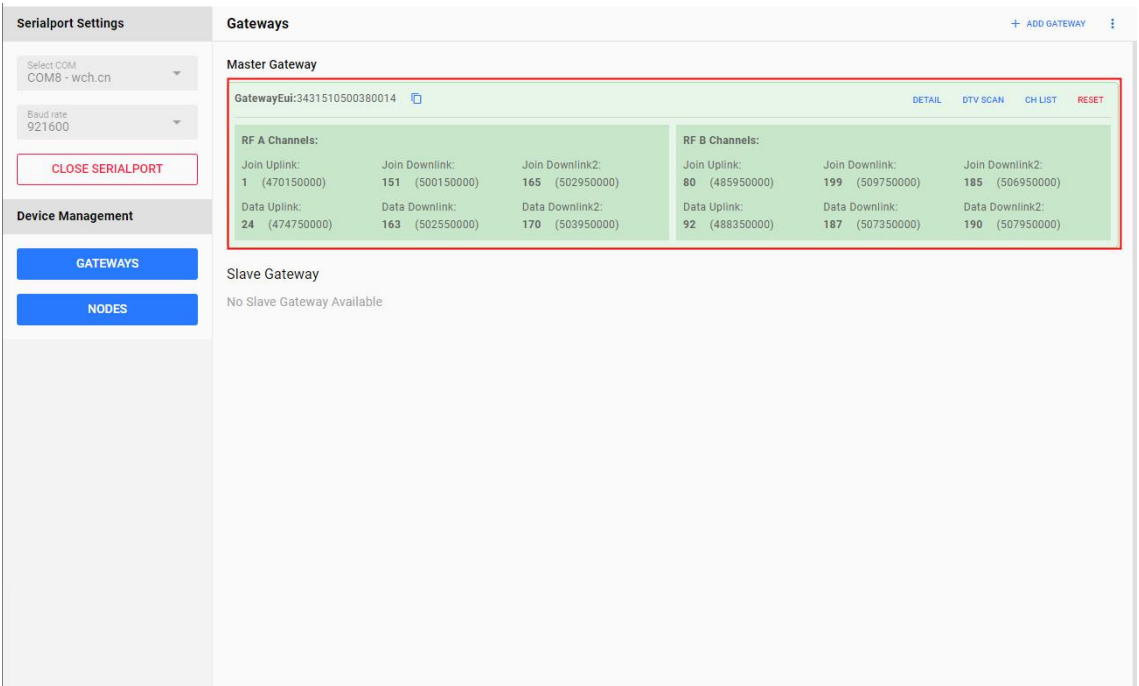 Serialport Settings
Select COM
COM8 - wch.cn
Baud rate
921600
CLOSE SERIALPORT
Device Management
GATEWAYS
NODES
Gateways
+ ADD GATEWAY
Master Gateway
GatewayEui:3431510500380014
DETAIL DTV SCAN CH LIST RESET
RF A Channels:
Join Uplink: Join Downlink: Join Downlink2:
1 (470150000) 151 (500150000) 165 (502950000)
Data Uplink: Data Downlink: Data Downlink2:
24 (474750000) 163 (502550000) 170 (503950000)
RF B Channels:
Join Uplink: Join Downlink: Join Downlink2:
80 (485950000) 199 (509750000) 185 (506950000)
Data Uplink: Data Downlink: Data Downlink2:
92 (488350000) 187 (507350000) 190 (507950000)
Slave Gateway
No Slave Gateway Available